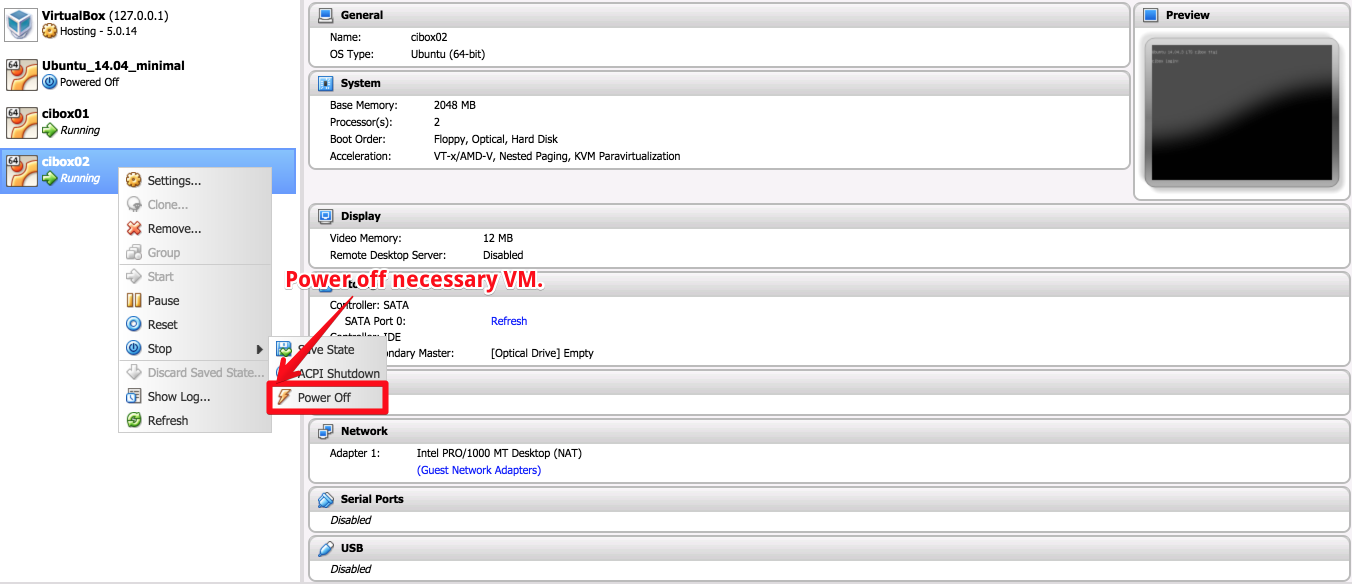 VirtualBox (127.0.0.1)
Hosting - 5.0.14
Ubuntu_14.04_minimal
Powered Off
cibox01
Running
cibox02
Running
Settings...
Clone...
Remove...
Group
Start
Pause
Reset
Stop
Discard Saved State...
Show Log...
Refresh
Save State
ACPI Shutdown
Power Off
Power off necessary VM.
General
Name: cibox02
OS Type: Ubuntu (64-bit)
System
Base Memory: 2048 MB
Processor(s): 2
Boot Order: Floppy, Optical, Hard Disk
Acceleration: VT-x/AMD-V, Nested Paging, KVM Paravirtualization
Preview
Display
Video Memory: 12 MB
Remote Desktop Server: Disabled
Controller: SATA
SATA Port 0: Refresh
Controller: IDE
Master: [Optical Drive] Empty
Network
Adapter 1: Intel PRO/1000 MT Desktop (NAT)
(Guest Network Adapters)
Serial Ports
Disabled
USB
Disabled